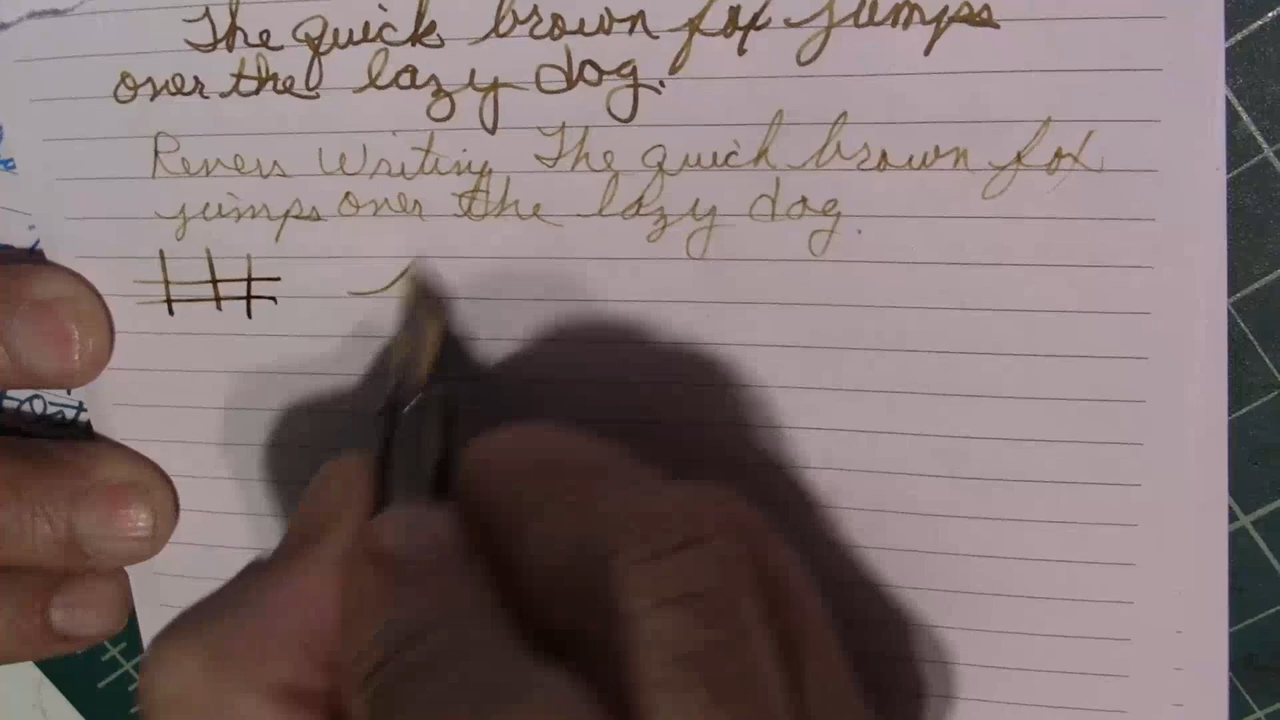 The quick brown fox jumps
over the lazy dog.
Revers Writing The quick brown fox
jumps over the lazy dog.